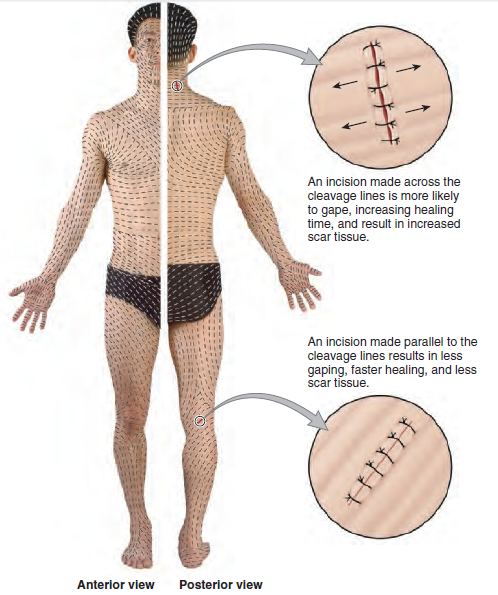 An incision made across the
cleavage lines is more likely
to gape, increasing healing
time, and result in increased
scar tissue.
An incision made parallel to the
cleavage lines results in less
gaping, faster healing, and less
scar tissue.
Anterior view
Posterior view